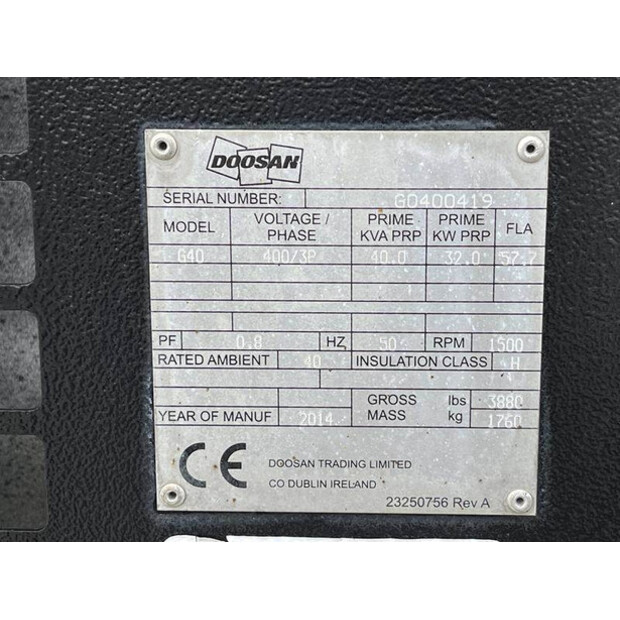 DOOSAN
SERIAL NUMBER: GD400419
MODEL VOLTAGE / PHASE PRIME KVA PRP PRIME KW PRP FLA
G40 400/3P 40.0 32.0 57.7
PF 0.8 HZ 50 RPM 1500
RATED AMBIENT 40 INSULATION CLASS H
GROSS MASS lbs 3880
YEAR OF MANUF 2014 kg 1760
CE DOOSAN TRADING LIMITED
CO DUBLIN IRELAND
23250756 Rev A